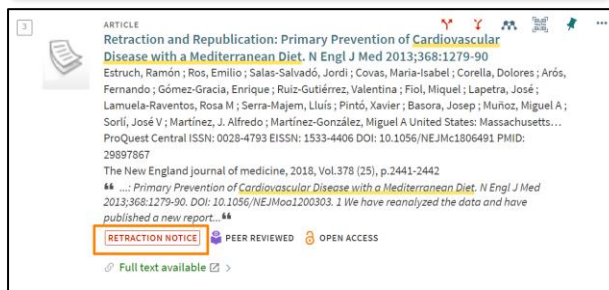 3
ARTICLE
Retraction and Republication: Primary Prevention of Cardiovascular
Disease with a Mediterranean Diet. N Engl J Med 2013;368:1279-90
Estruch, Ramón ; Ros, Emilio ; Salas-Salvadó, Jordi ; Covas, Maria-Isabel ; Corella, Dolores ; Arós,
Fernando ; Gómez-Gracia, Enrique ; Ruiz-Gutiérrez, Valentina ; Fiol, Miquel ; Lapetra, José ;
Lamuela-Raventos, Rosa M ; Serra-Majem, Lluís ; Pintó, Xavier ; Basora, Josep ; Muñoz, Miguel A ;
Sorlí, José V ; Martínez, J. Alfredo ; Martínez-González, Miguel A United States: Massachusetts…
ProQuest Central ISSN: 0028-4793 EISSN: 1533-4406 DOI: 10.1056/NEJMc1806491 PMID:
29897867
The New England journal of medicine, 2018, Vol.378 (25), p.2441-2442
❝ ...: Primary Prevention of Cardiovascular Disease with a Mediterranean Diet. N Engl J Med
2013;368:1279-90. DOI: 10.1056/NEJMoa1200303. 1 We have reanalyzed the data and have
published a new report...❝
RETRACTION NOTICE PEER REVIEWED OPEN ACCESS
Full text available >